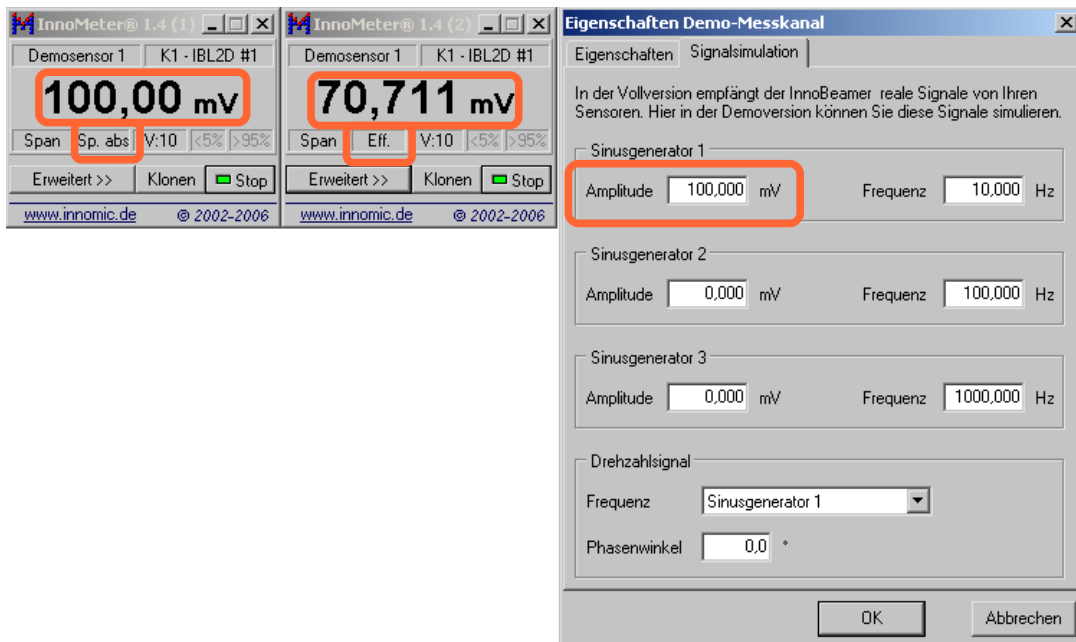 InnoMeter® 1.4 (1)
Demosensor 1 K1 - IBL2D #1
100,00 mV
Span Sp. abs V:10 <5% >95%
Erweitert >> Klonen Stop
www.innomic.de © 2002-2006
InnoMeter® 1.4 (2)
Demosensor 1 K1 - IBL2D #1
70,711 mV
Span Eff. V:10 <5% >95%
Erweitert >> Klonen Stop
www.innomic.de © 2002-2006
Eigenschaften Demo-Messkanal
Eigenschaften Signalsimulation
In der Vollversion empfängt der InnoBeamer reale Signale von Ihren
Sensoren. Hier in der Demoversion können Sie diese Signale simulieren.
Sinusgenerator 1
Amplitude 100,000 mV Frequenz 10,000 Hz
Sinusgenerator 2
Amplitude 0,000 mV Frequenz 100,000 Hz
Sinusgenerator 3
Amplitude 0,000 mV Frequenz 1000,000 Hz
Drehzahlsignal
Frequenz Sinusgenerator 1
Phasenwinkel 0,0 °
OK Abbrechen